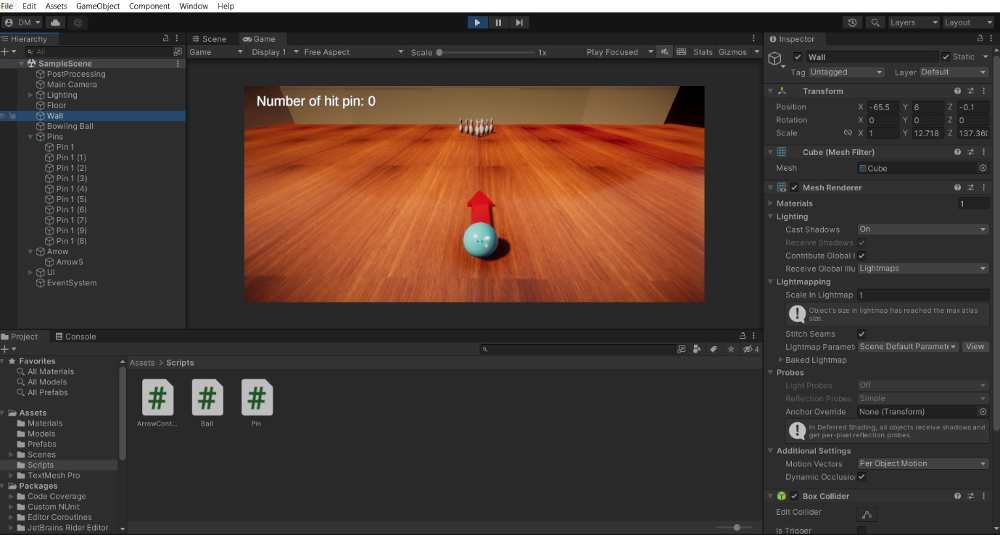 File Edit Assets GameObject Component Window Help
DM Layers Layout
Hierarchy
All
SampleScene
PostProcessing
Main Camera
Lighting
Floor
Wall
Bowling Ball
Pins
Pin 1
Pin 1 (1)
Pin 1 (2)
Pin 1 (3)
Pin 1 (4)
Pin 1 (5)
Pin 1 (6)
Pin 1 (7)
Pin 1 (9)
Pin 1 (8)
Arrow
Arrow5
UI
EventSystem
Scene Game
Game Display 1 Free Aspect Scale 1x Play Focused Stats Gizmos
Number of hit pin: 0
Project Console
4
Favorites
All Materials
All Models
All Prefabs
Assets
Materials
Models
Prefabs
Scenes
Scripts
TextMesh Pro
Packages
Code Coverage
Custom NUnit
Editor Coroutines
JetBrains Rider Editor
Assets > Scripts
# # #
ArrowCont... Ball Pin
Inspector
Wall Static
Tag Untagged Layer Default
Transform
Position X -65.5 Y 6 Z -0.1
Rotation X 0 Y 0 Z 0
Scale X 1 Y 12.718 Z 137.360
Cube (Mesh Filter)
Mesh Cube
Mesh Renderer
Materials 1
Lighting
Cast Shadows On
Receive Shadows
Contribute Global I
Receive Global Illu Lightmaps
Lightmapping
Scale In Lightmap 1
Object's size in lightmap has reached the max atlas
size.
Stitch Seams
Lightmap Paramet Scene Default Paramete View
Baked Lightmap
Probes
Light Probes Off
Reflection Probes Simple
Anchor Override None (Transform)
In Deferred Shading, all objects receive shadows and
get per-pixel reflection probes.
Additional Settings
Motion Vectors Per Object Motion
Dynamic Occlusion
Box Collider
Edit Collider
Is Trigger